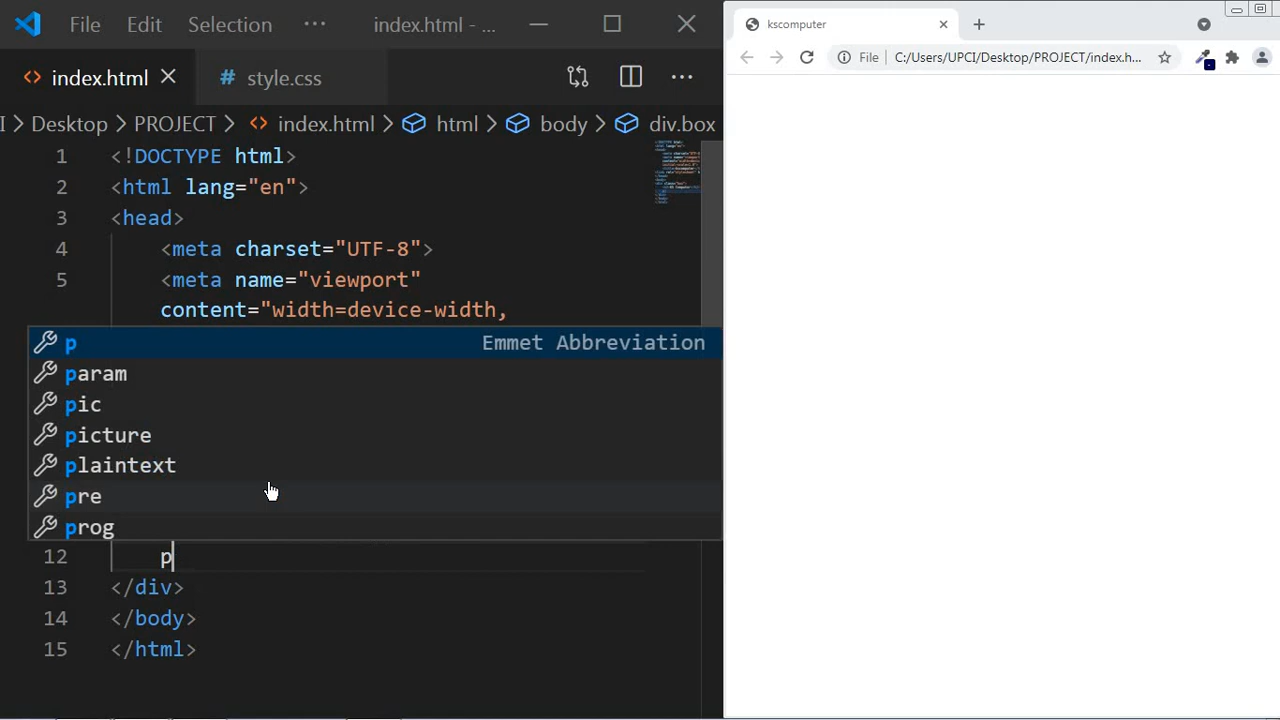 File Edit Selection ··· index.html - ...
kscomputer
index.html # style.css ...
File C:/Users/UPCI/Desktop/PROJECT/index.h...
I > Desktop > PROJECT > index.html > html > body > div.box
1 <!DOCTYPE html>
2 <html lang="en">
3 <head>
4 <meta charset="UTF-8">
5 <meta name="viewport"
content="width=device-width,
p Emmet Abbreviation
param
pic
picture
plaintext
pre
prog
12 p
13 </div>
14 </body>
15 </html>